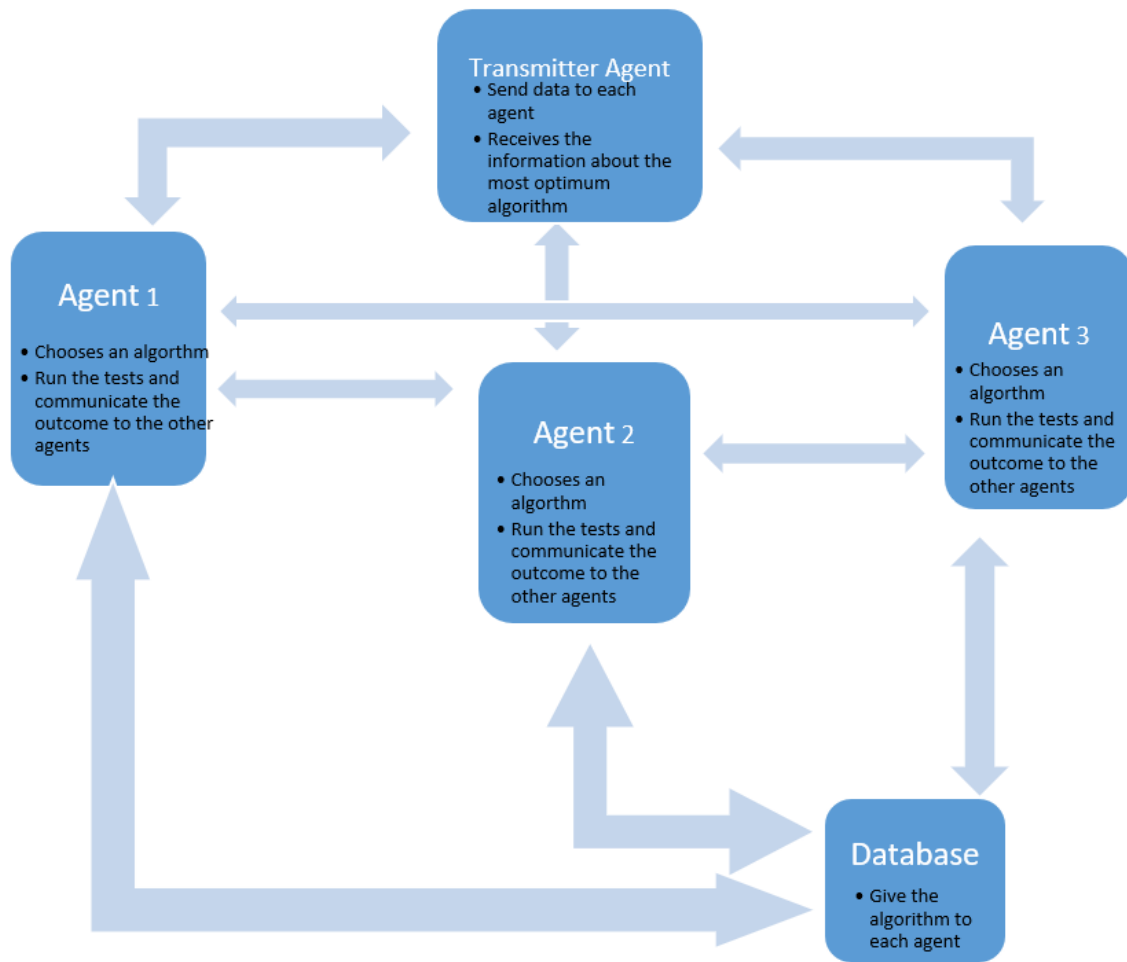 Transmitter Agent
• Send data to each
agent
• Receives the
information about the
most optimum
algorithm
Agent 1
• Chooses an algorthm
• Run the tests and
communicate the
outcome to the other
agents
Agent 2
• Chooses an
algorthm
• Run the tests and
communicate the
outcome to the
other agents
Agent 3
• Chooses an
algorthm
• Run the tests and
communicate the
outcome to the
other agents
Database
• Give the
algorithm to
each agent